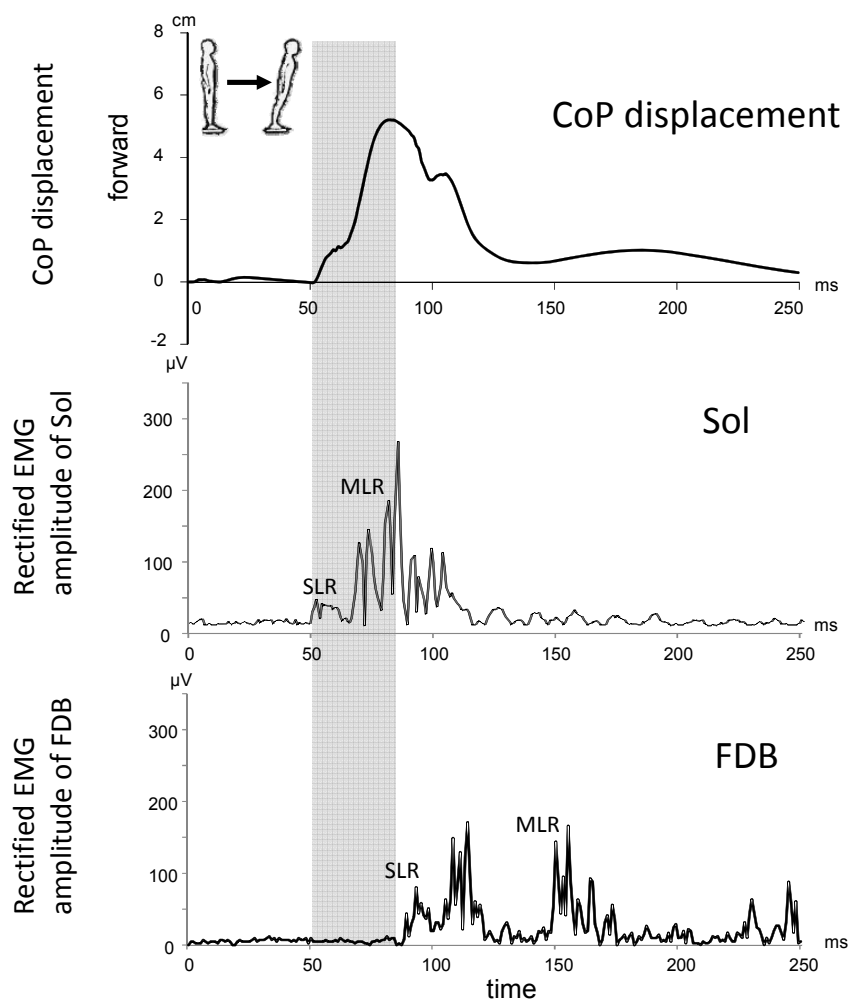 cm
8
6
4
2
0
-2
CoP displacement
forward
CoP displacement
0 50 100 150 200 250 ms
µV
300
200
100
0
Rectified EMG
amplitude of Sol
Sol
MLR
SLR
0 50 100 150 200 250 ms
µV
300
200
100
0
Rectified EMG
amplitude of FDB
FDB
MLR
SLR
0 50 100 150 200 250 ms
time